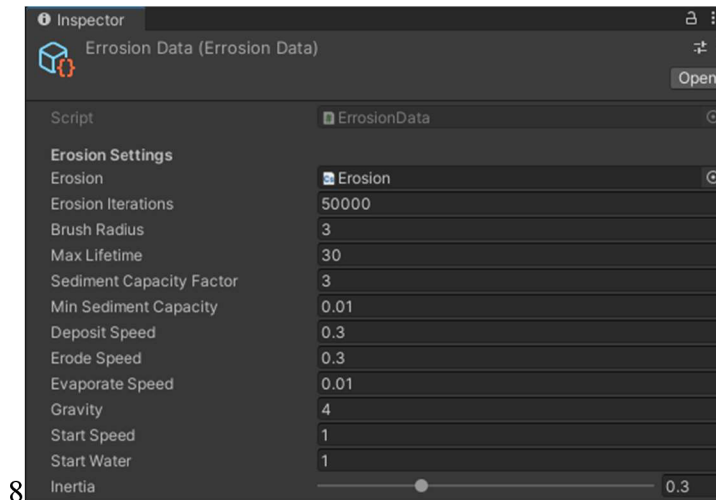 Inspector
Errosion Data (Errosion Data)
Open
Script ErrosionData
Erosion Settings
Erosion Erosion
Erosion Iterations 50000
Brush Radius 3
Max Lifetime 30
Sediment Capacity Factor 3
Min Sediment Capacity 0.01
Deposit Speed 0.3
Erode Speed 0.3
Evaporate Speed 0.01
Gravity 4
Start Speed 1
Start Water 1
8 Inertia 0.3